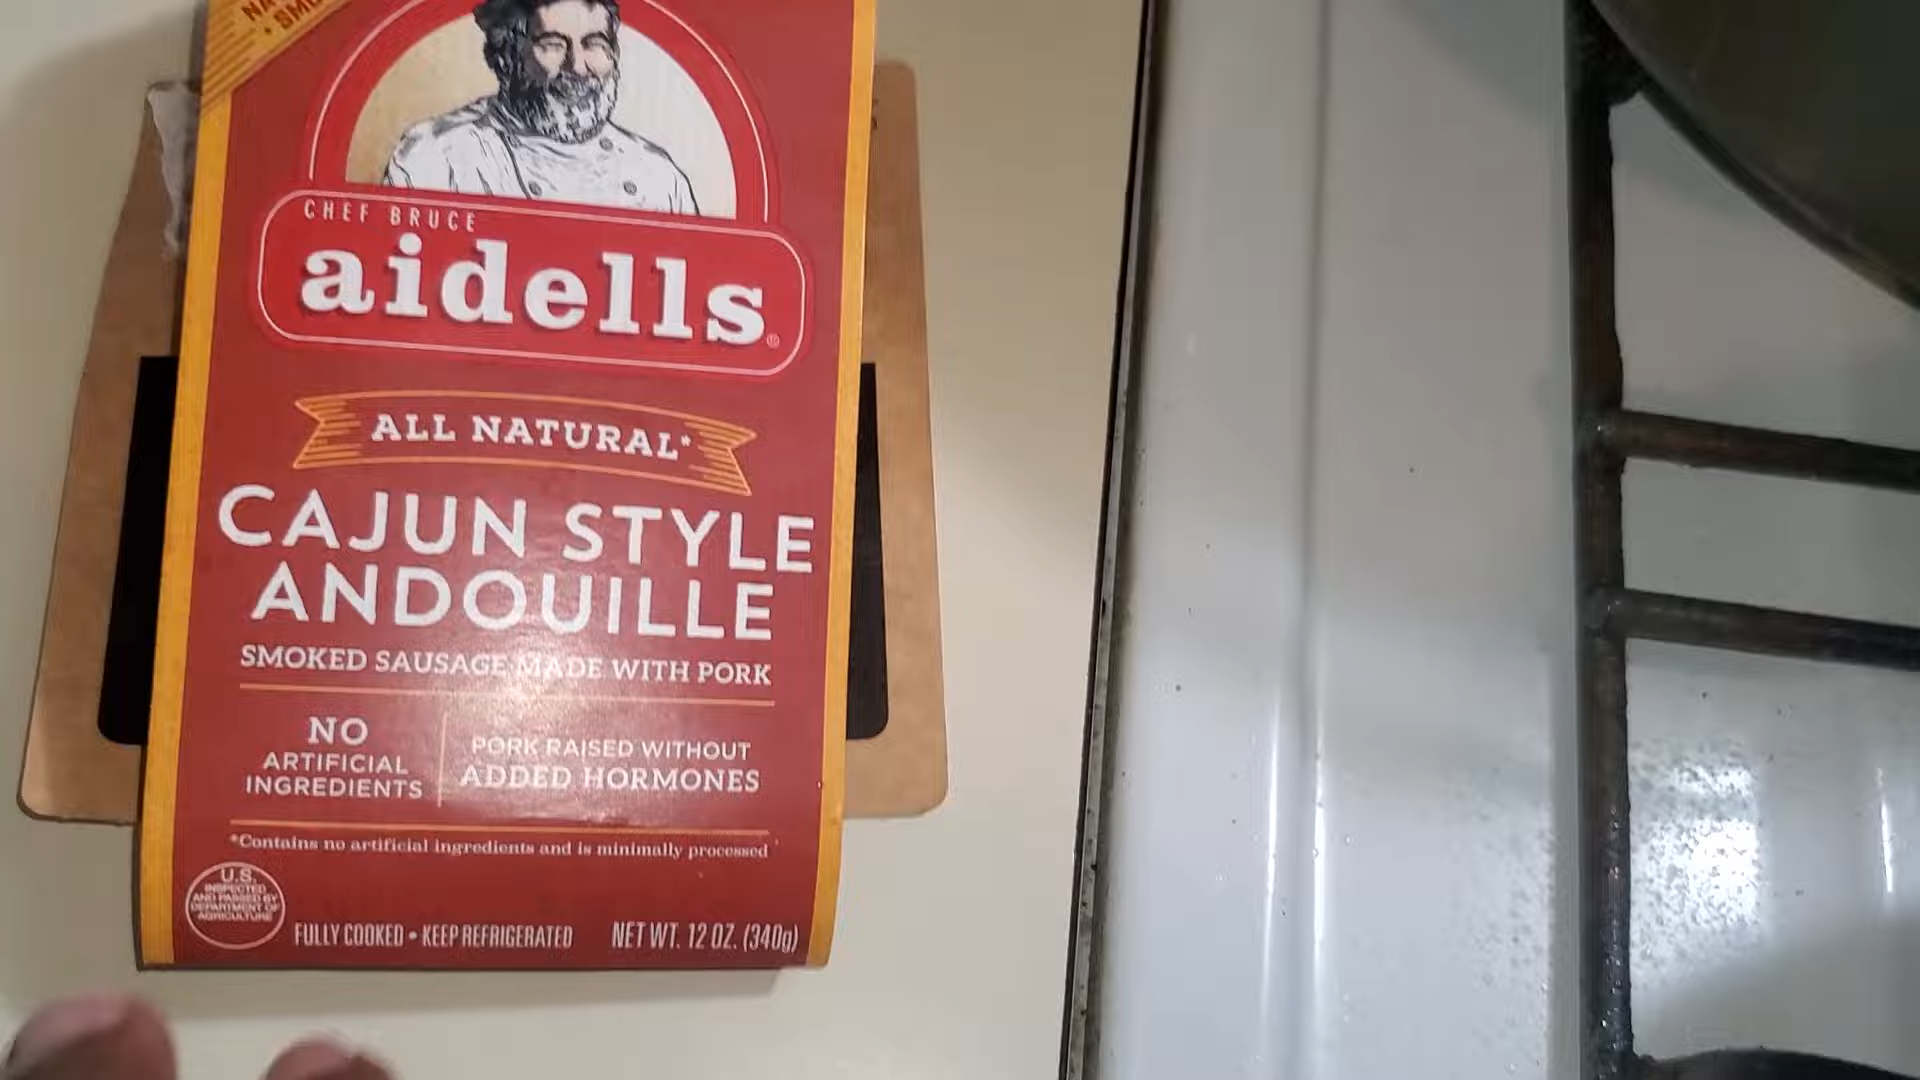 NA
SMO
CHEF BRUCE
aidells®
ALL NATURAL*
CAJUN STYLE
ANDOUILLE
SMOKED SAUSAGE MADE WITH PORK
NO
ARTIFICIAL
INGREDIENTS
PORK RAISED WITHOUT
ADDED HORMONES
*Contains no artificial ingredients and is minimally processed
U.S.
INSPECTED
AND PASSED BY
DEPARTMENT OF
AGRICULTURE
FULLY COOKED • KEEP REFRIGERATED
NET WT. 12 OZ. (340g)